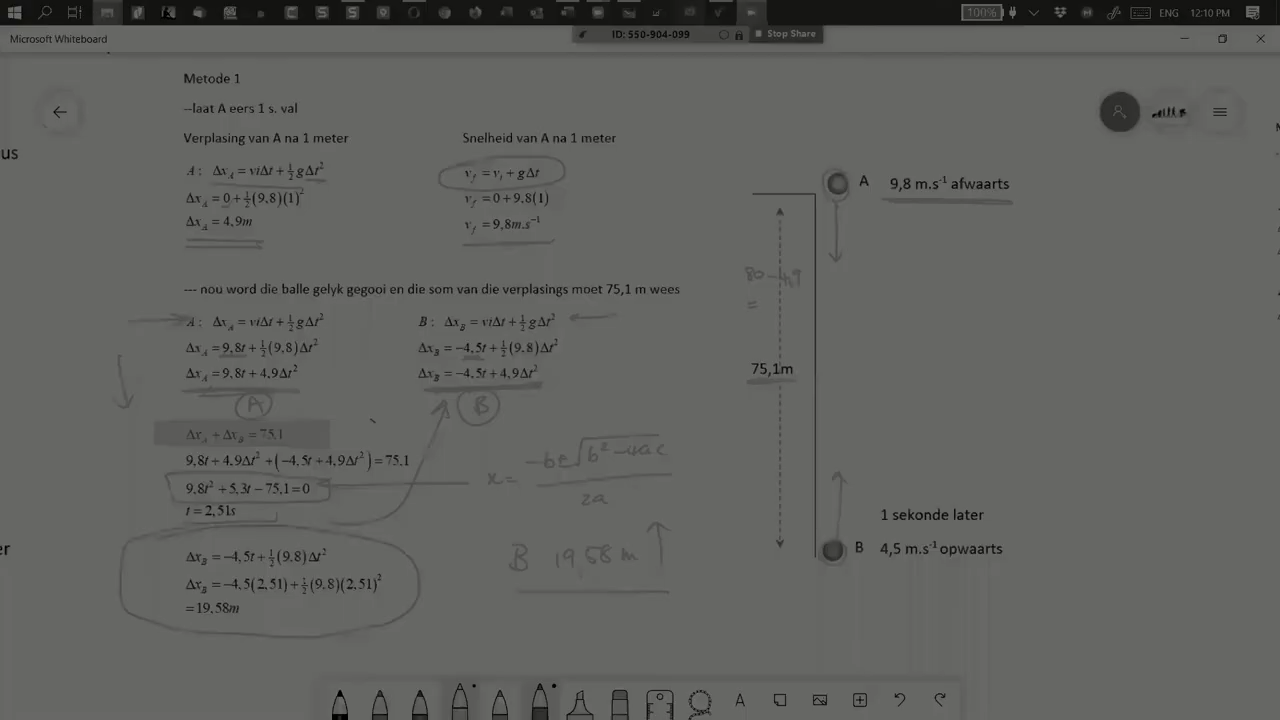 100%
ENG
12:10 PM
Microsoft Whiteboard
ID: 550-904-099
Stop Share
us
Metode 1
--laat A eers 1 s. val
Verplasing van A na 1 meter
A: Δx_A = viΔt + ½gΔt²
Δx_A = 0 + ½(9,8)(1)²
Δx_A = 4,9m
Snelheid van A na 1 meter
v_f = v_i + gΔt
v_f = 0 + 9.8(1)
v_f = 9,8m.s⁻¹
--- nou word die balle gelyk gegooi en die som van die verplasings moet 75,1 m wees
A: Δx_A = viΔt + ½gΔt²
Δx_A = 9,8t + ½(9,8)Δt²
Δx_A = 9,8t + 4,9Δt²
A
B: Δx_B = viΔt + ½gΔt²
Δx_B = −4,5t + ½(9.8)Δt²
Δx_B = −4,5t + 4,9Δt²
B
Δx_A + Δx_B = 75.1
9,8t + 4,9Δt² + (−4,5t + 4,9Δt²) = 75.1
9,8t² + 5,3t − 75,1 = 0
t = 2,51s
x = −b±√b² − 4ac
2a
Δx_B = −4,5t + ½(9.8)Δt²
Δx_B = −4,5(2,51) + ½(9.8)(2,51)²
= 19,58m
B 19,58 m
A 9,8 m.s⁻¹ afwaarts
80 − 4,9
=
75,1m
1 sekonde later
B 4,5 m.s⁻¹ opwaarts
er
A